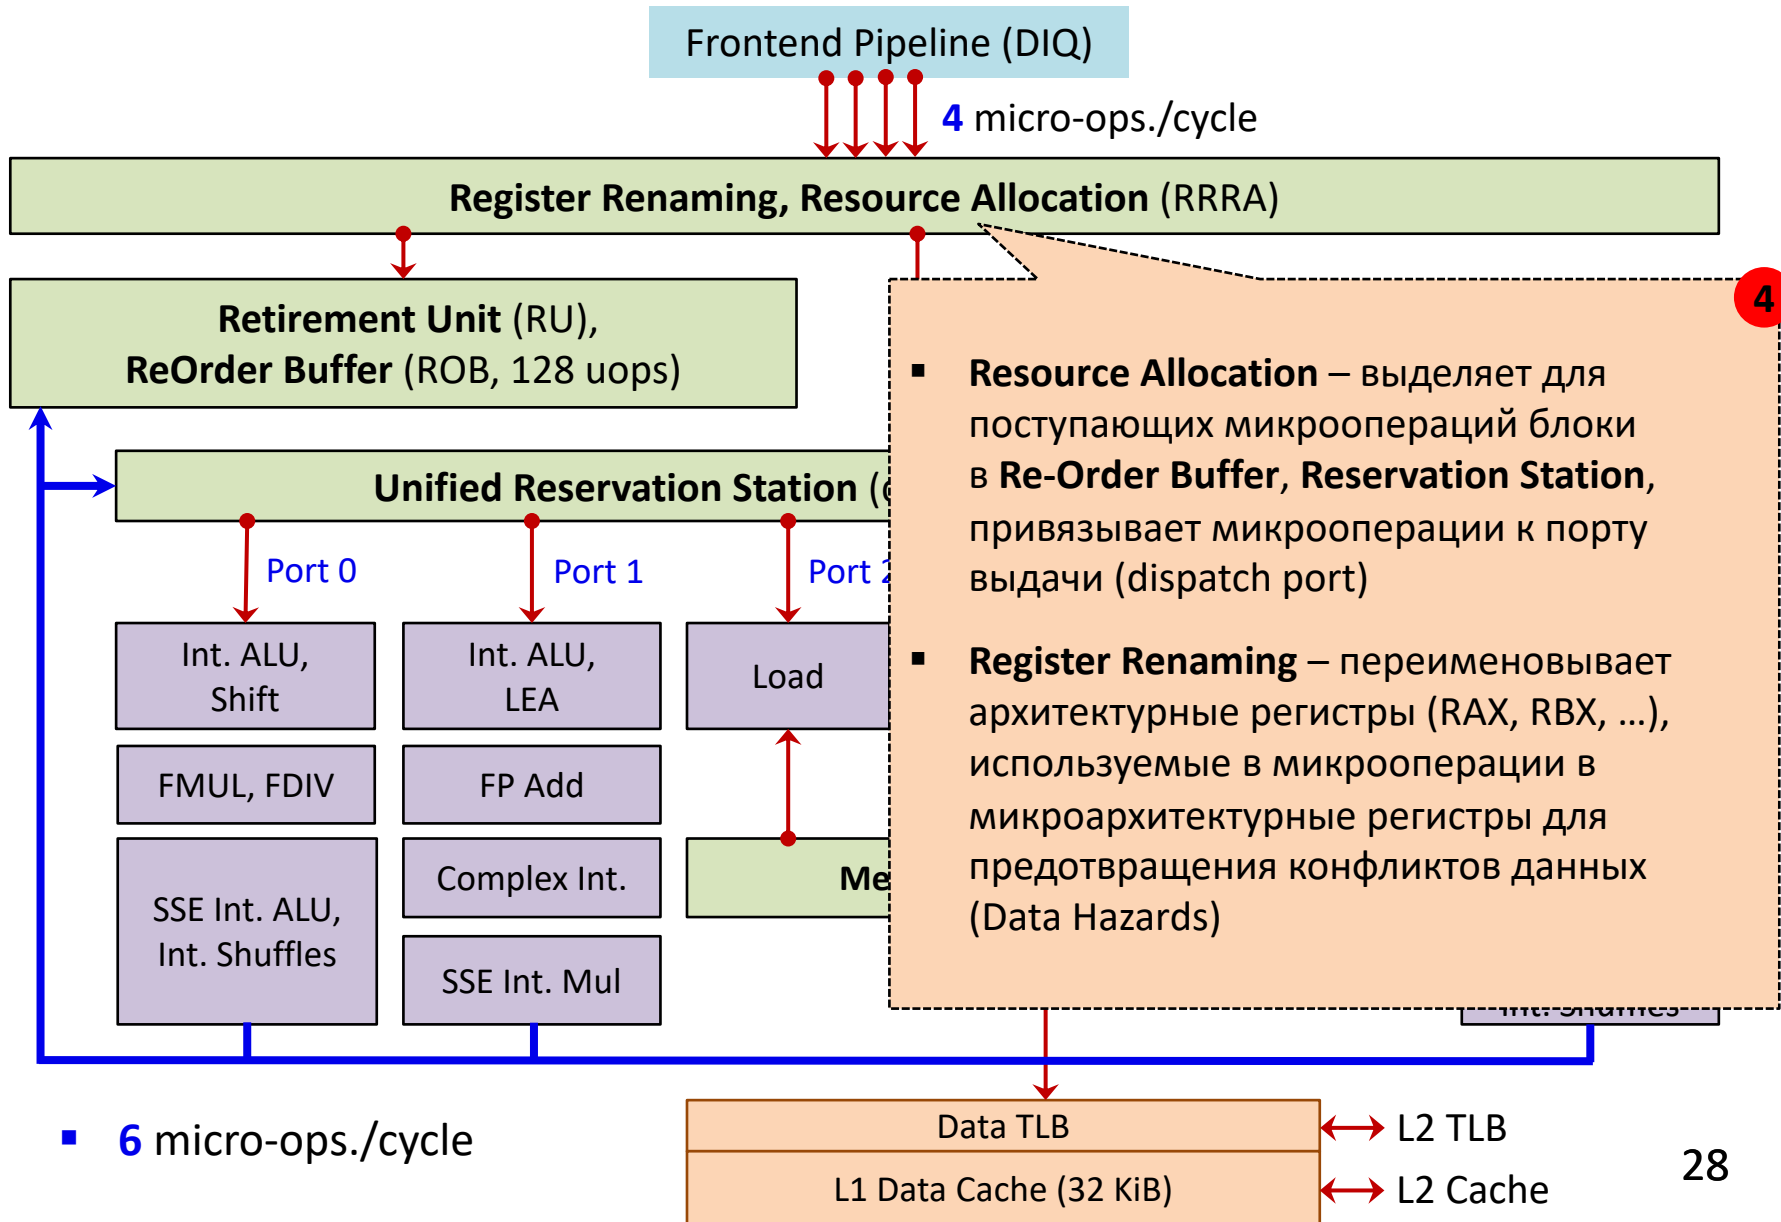 Frontend Pipeline (DIQ)
4 micro-ops./cycle
Register Renaming, Resource Allocation (RRRA)
Retirement Unit (RU),
ReOrder Buffer (ROB, 128 uops)
4
▪ Resource Allocation – выделяет для
поступающих микроопераций блоки
в Re-Order Buffer, Reservation Station,
привязывает микрооперации к порту
выдачи (dispatch port)
▪ Register Renaming – переименовывает
архитектурные регистры (RAX, RBX, …),
используемые в микрооперации в
микроархитектурные регистры для
предотвращения конфликтов данных
(Data Hazards)
Unified Reservation Station (
Port 0
Port 1
Port 2
Int. ALU,
Shift
Int. ALU,
LEA
Load
FMUL, FDIV
FP Add
SSE Int. ALU,
Int. Shuffles
Complex Int.
Me
SSE Int. Mul
Int. Shuffles
▪ 6 micro-ops./cycle
Data TLB
L2 TLB
L1 Data Cache (32 KiB)
L2 Cache
28